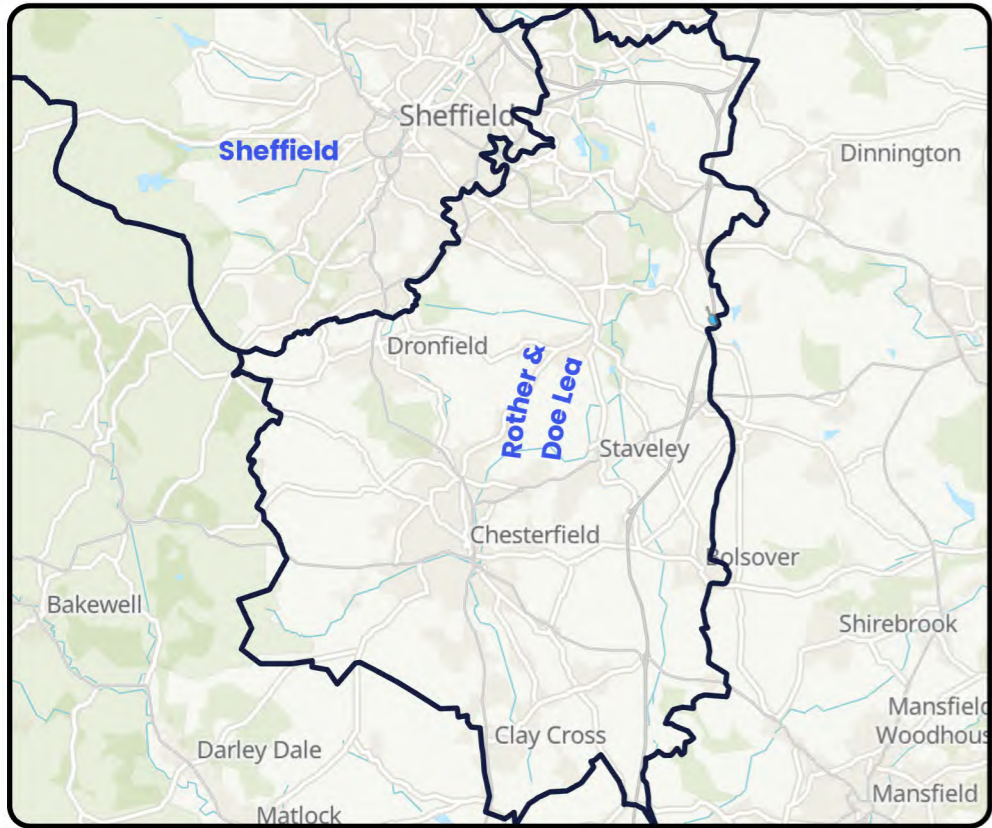 Sheffield
Sheffield
Dinnington
Dronfield
Rother &
Doe Lea
Staveley
Chesterfield
Bolsover
Bakewell
Shirebrook
Mansfield
Woodhous
Clay Cross
Darley Dale
Mansfield
Matlock